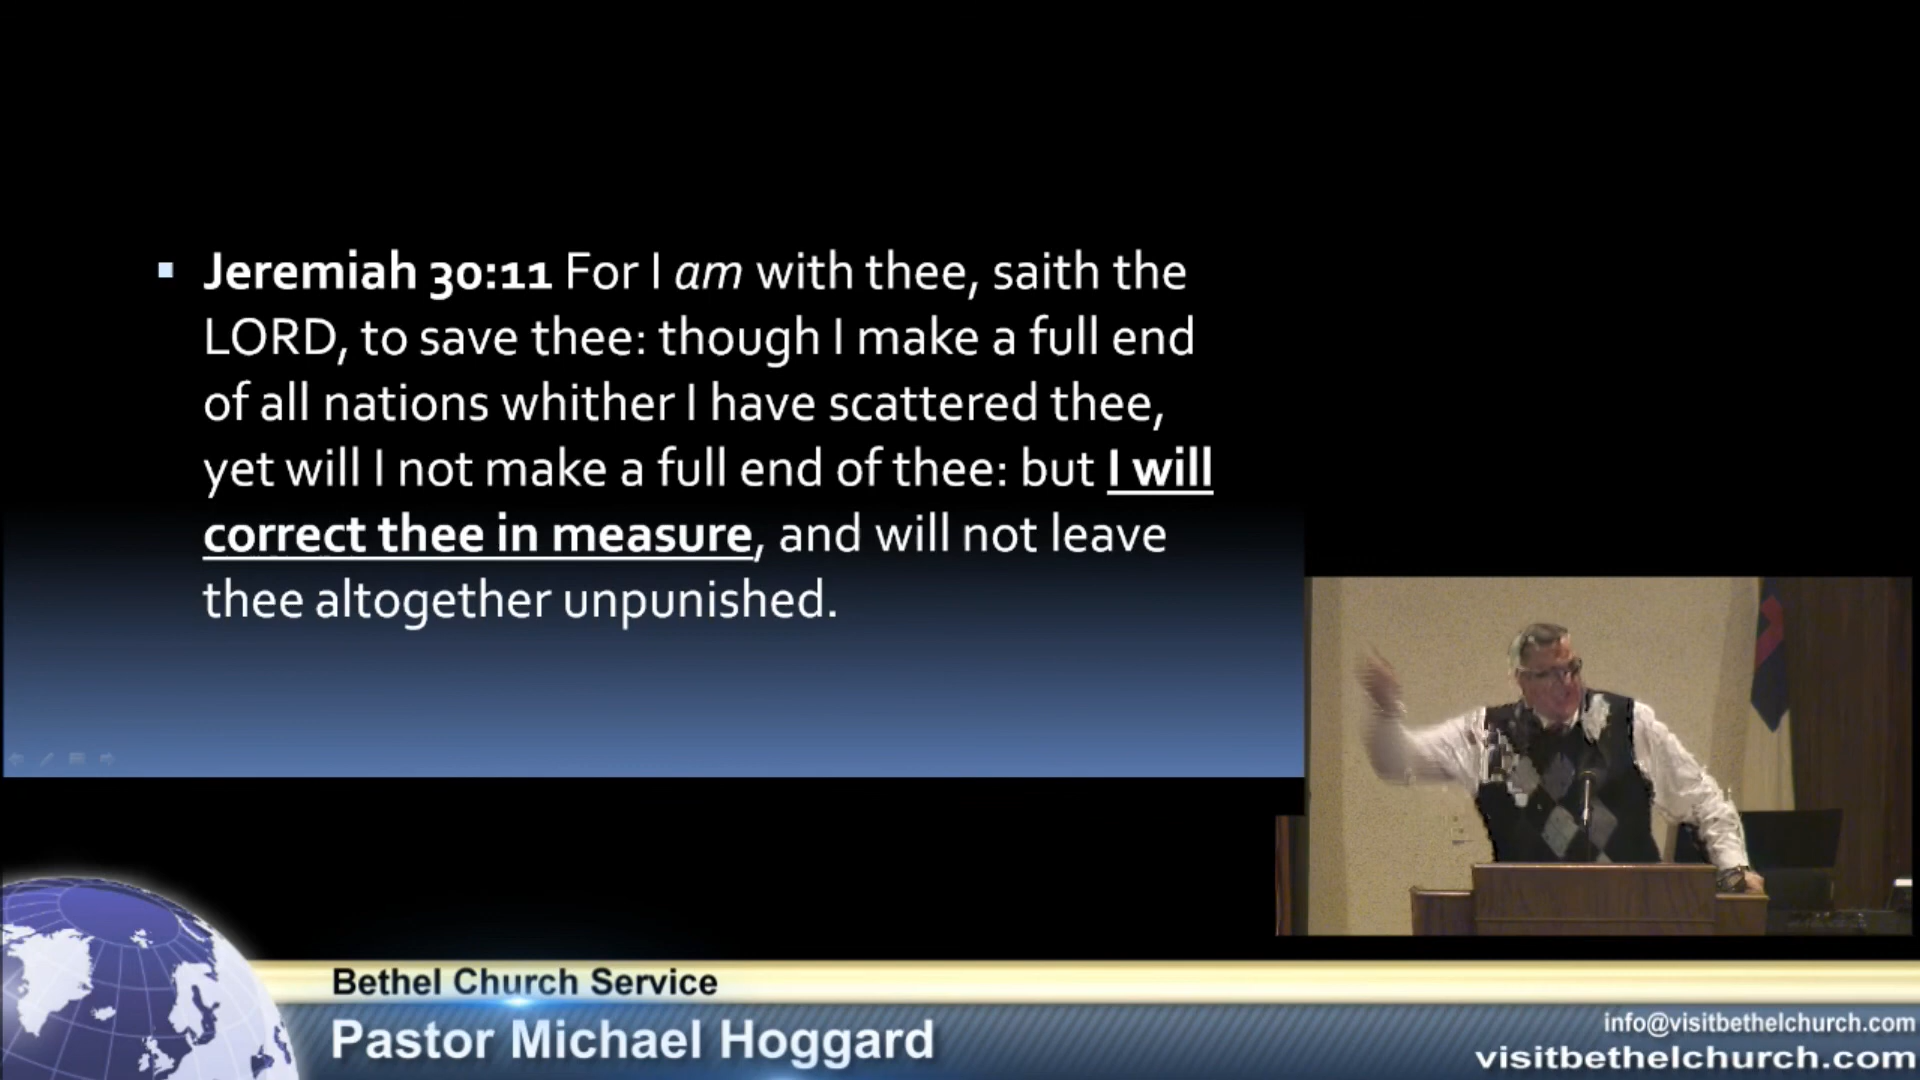 Jeremiah 30:11 For I am with thee, saith the
LORD, to save thee: though I make a full end
of all nations whither I have scattered thee,
yet will I not make a full end of thee: but I will
correct thee in measure, and will not leave
thee altogether unpunished.
Bethel Church Service
Pastor Michael Hoggard
info@visitbethelchurch.com
visitbethelchurch.com